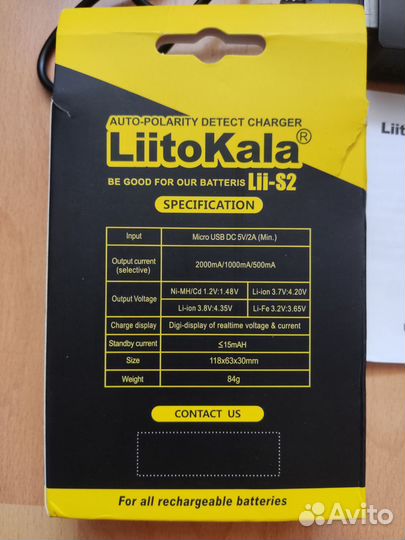 AUTO-POLARITY DETECT CHARGER
LiitoKala®
BE GOOD FOR OUR BATTERIS Lii-S2
SPECIFICATION
Input Micro USB DC 5V/2A (Min.)
Output current (selective) 2000mA/1000mA/500mA
Output Voltage Ni-MH/Cd 1.2V:1.48V Li-ion 3.7V:4.20V
Li-ion 3.8V:4.35V Li-Fe 3.2V:3.65V
Charge display Digi-display of realtime voltage & current
Standby current ≤15mAH
Size 118x63x30mm
Weight 84g
CONTACT US
For all rechargeable batteries
Liit
Avito